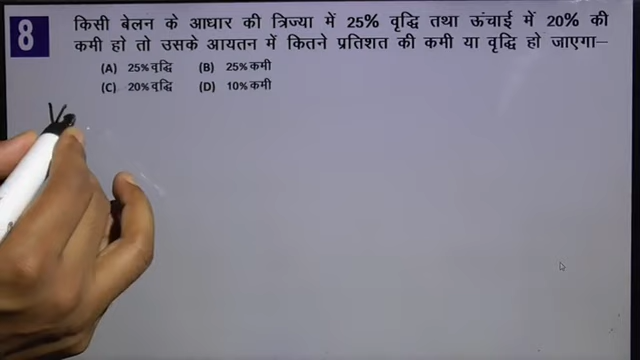 8
किसी बेलन के आधार की त्रिज्या में 25% वृद्धि तथा ऊंचाई में 20% की
कमी हो तो उसके आयतन में कितने प्रतिशत की कमी या वृद्धि हो जाएगा–
(A) 25% वृद्धि (B) 25% कमी
(C) 20% वृद्धि (D) 10% कमी
V